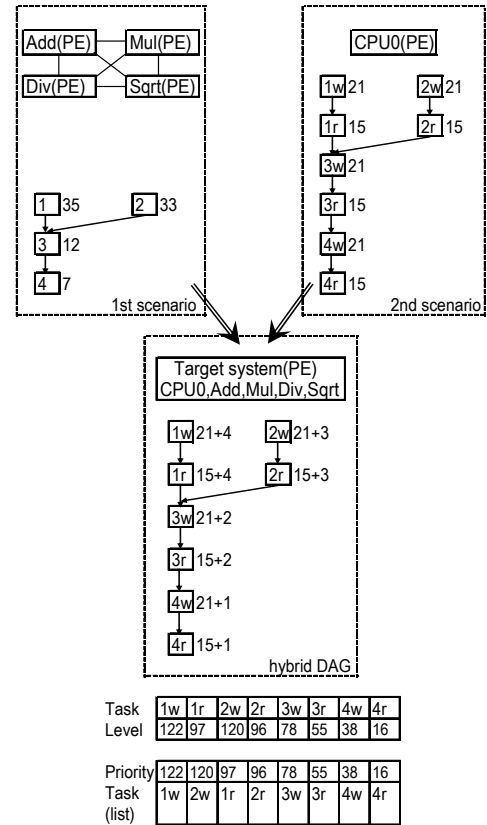 Add(PE) Mul(PE)
Div(PE) Sqrt(PE)
1 35 2 33
3 12
4 7
1st scenario
CPU0(PE)
1w 21 2w 21
1r 15 2r 15
3w 21
3r 15
4w 21
4r 15
2nd scenario
Target system(PE)
CPU0,Add,Mul,Div,Sqrt
1w 21+4 2w 21+3
1r 15+4 2r 15+3
3w 21+2
3r 15+2
4w 21+1
4r 15+1
hybrid DAG
Task 1w 1r 2w 2r 3w 3r 4w 4r
Level 122 97 120 96 78 55 38 16
Priority 122 120 97 96 78 55 38 16
Task 1w 2w 1r 2r 3w 3r 4w 4r
(list)